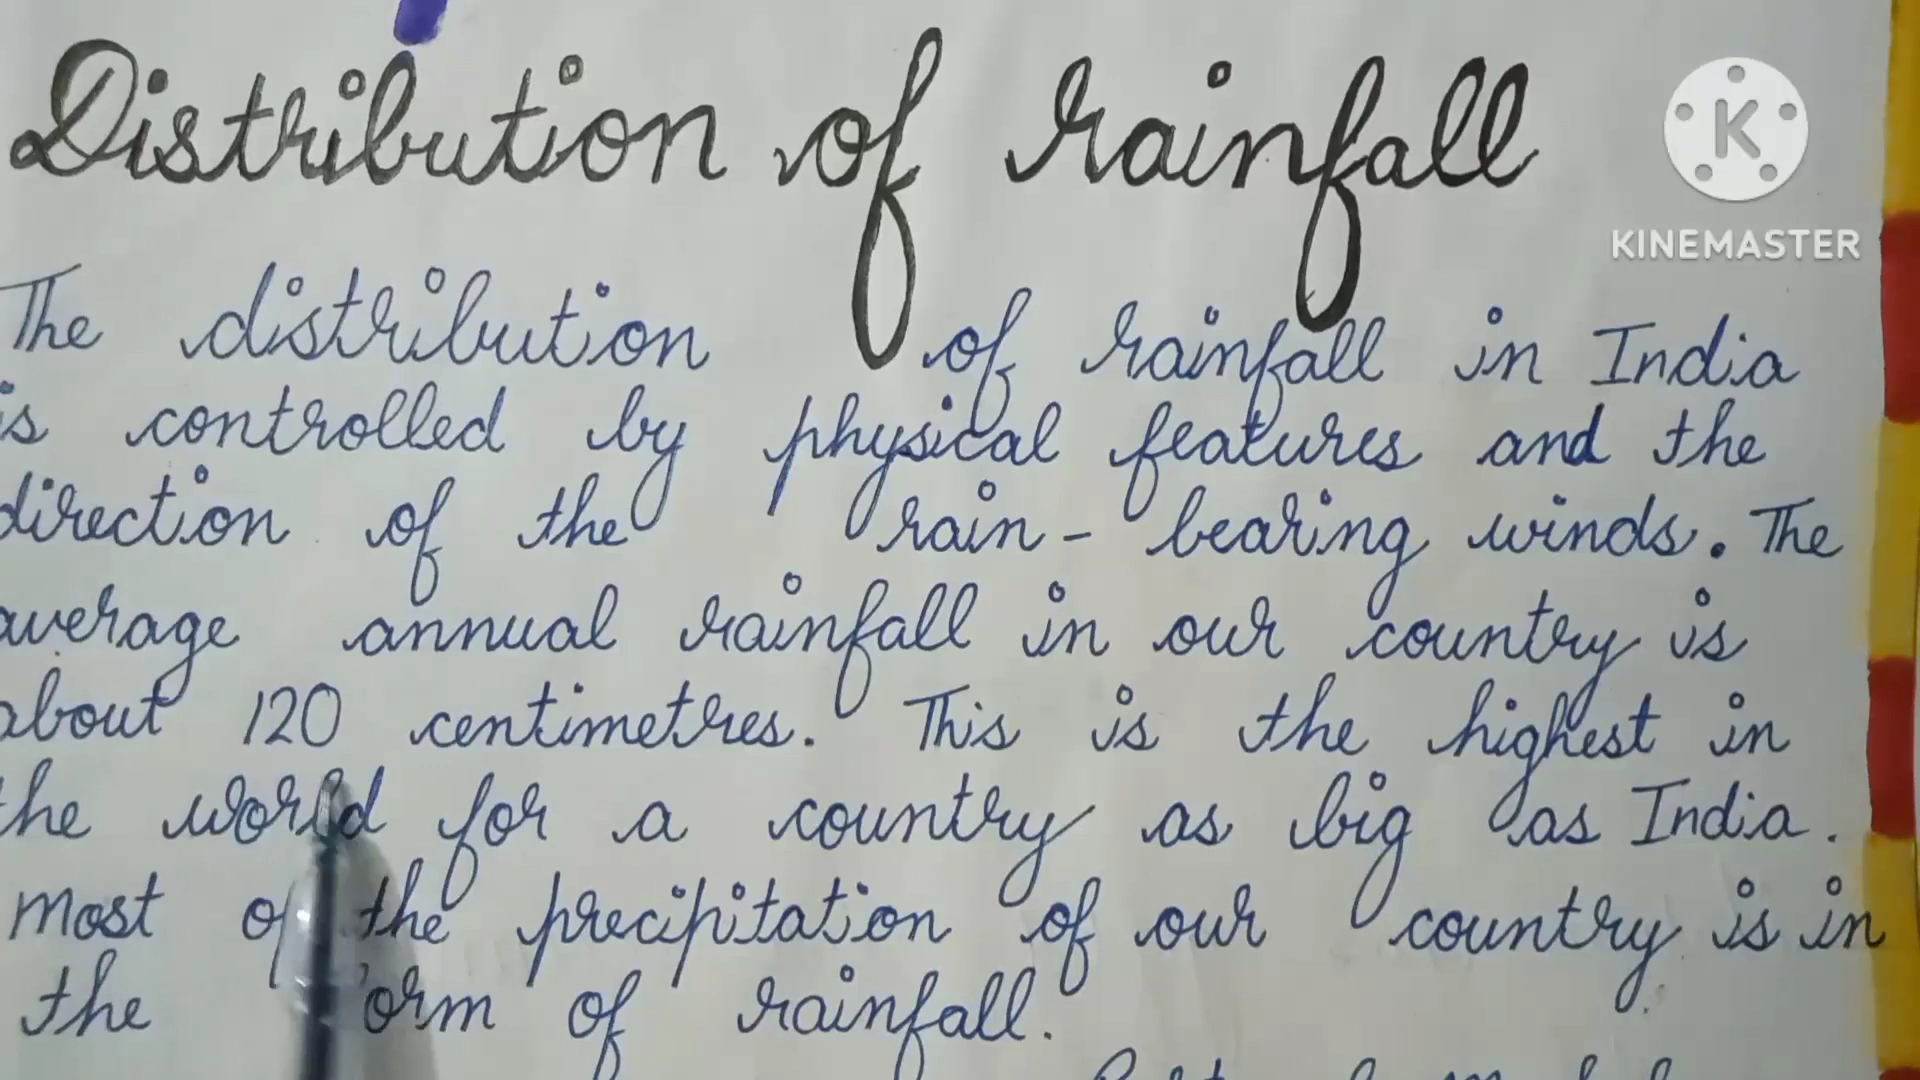 Distribution of rainfall
KINEMASTER
The distribution of rainfall in India
is controlled by physical features and the
direction of the rain - bearing winds. The
average annual rainfall in our country is
about 120 centimetres. This is the highest in
the world for a country as big as India.
Most of the precipitation of our country is in
the form of rainfall.